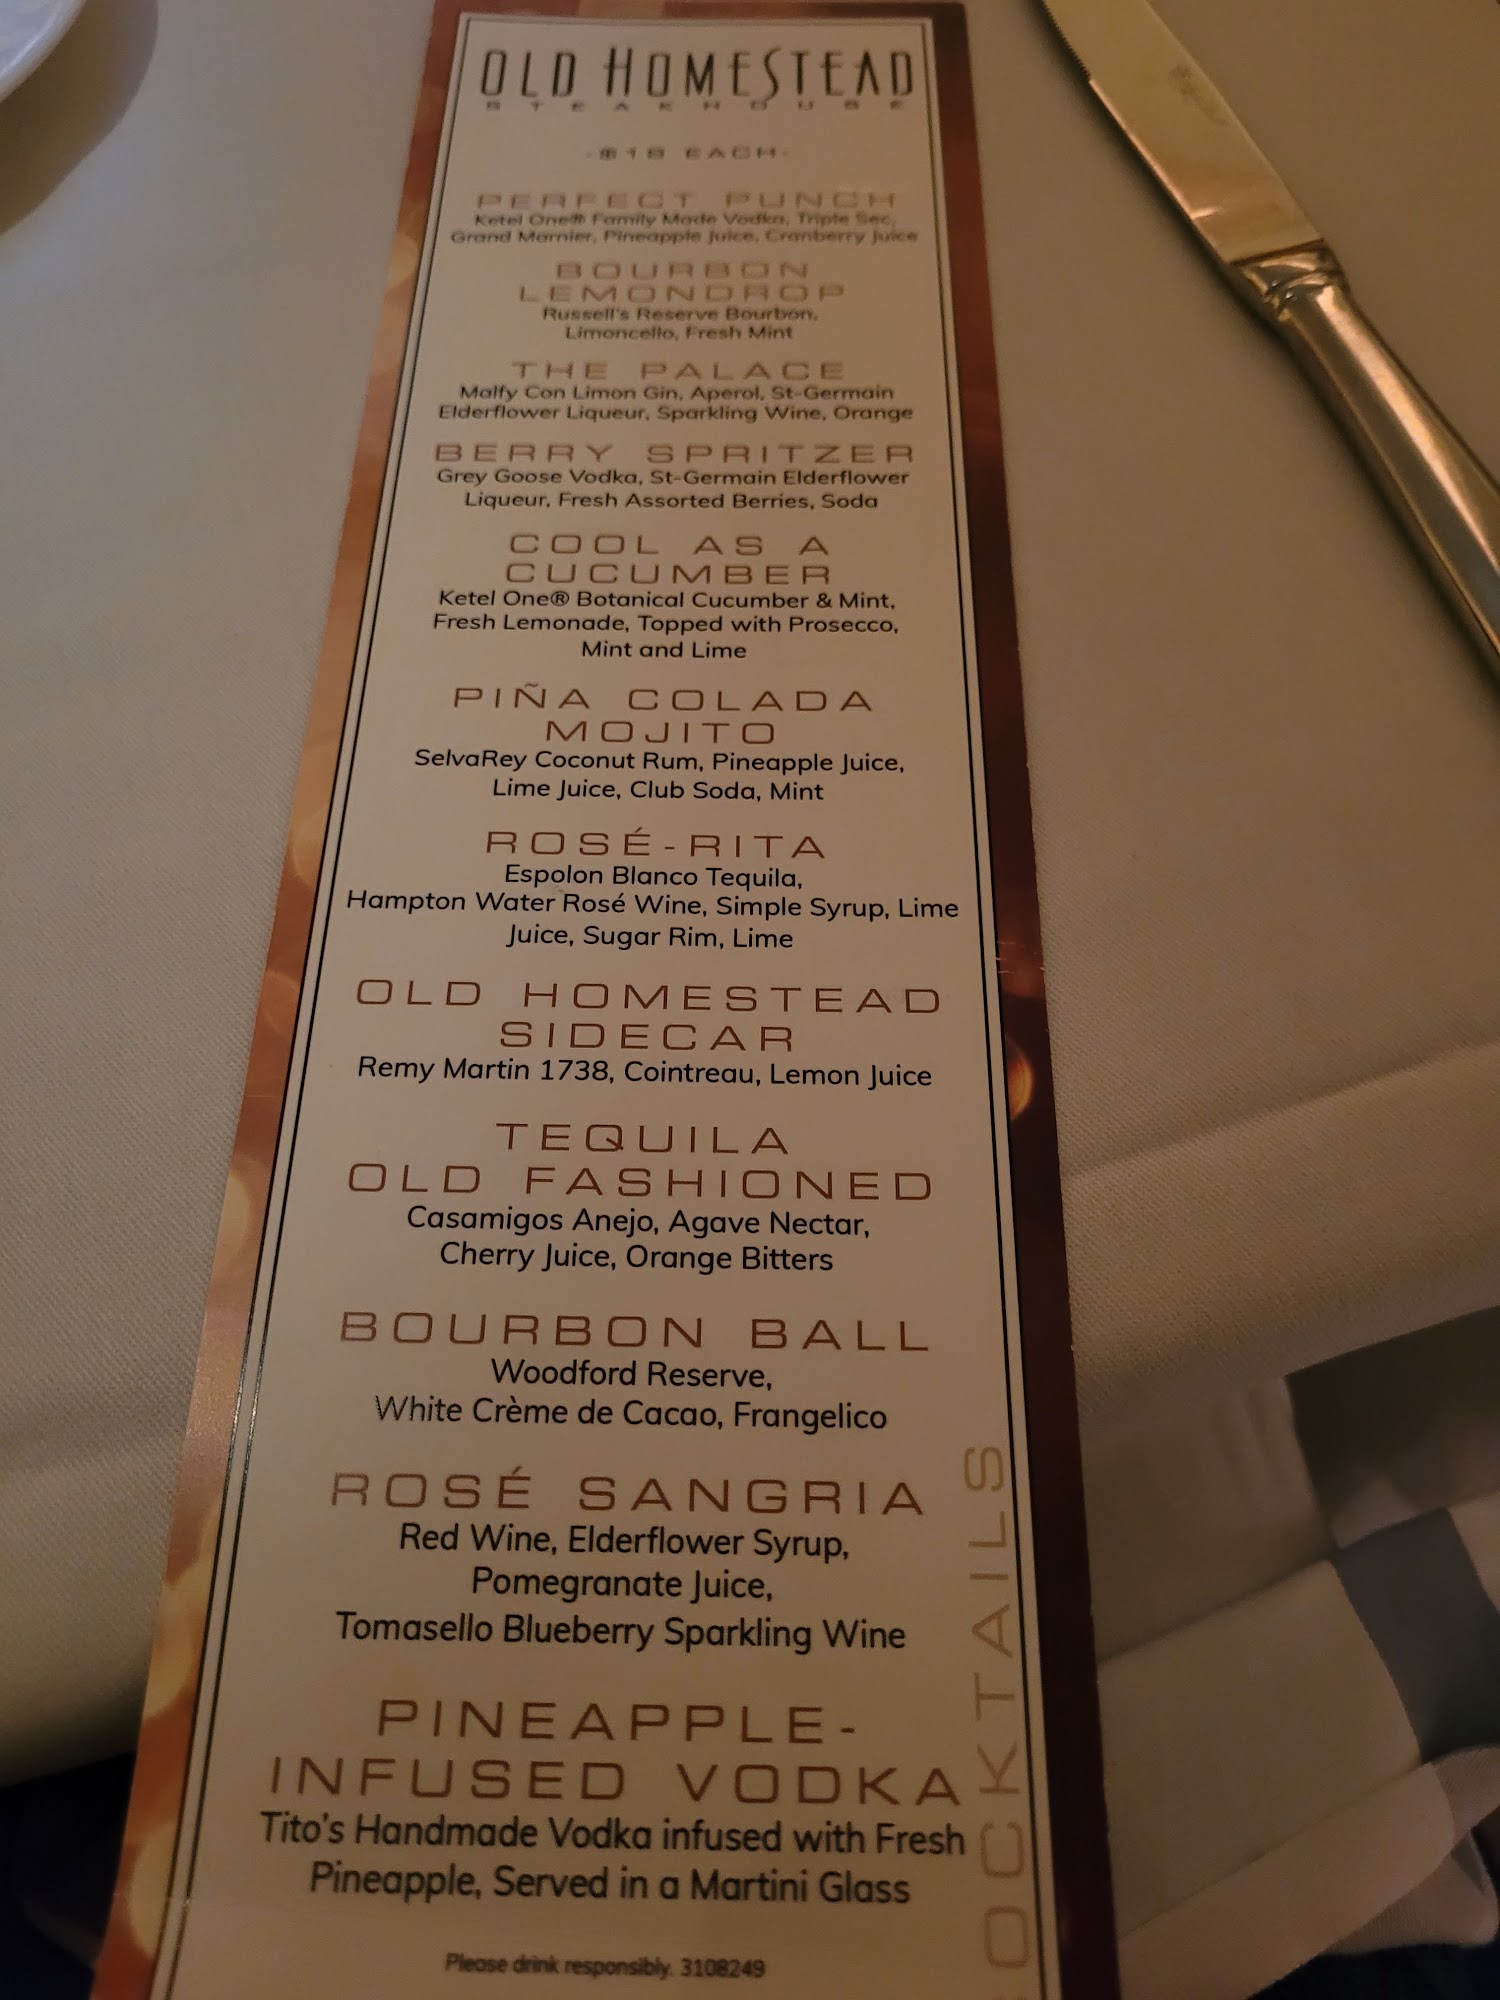 OLD HOMESTEAD
STEAKHOUSE
EACH
PERFECT PUNCH
Ketel One® Family Made Vodka, Triple Sec,
Grand Marnier, Pineapple Juice, Cranberry Juice
BOURBON
LEMONDROP
Russell's Reserve Bourbon,
Limoncello, Fresh Mint
THE PALACE
Malfy Con Limon Gin, Aperol, St-Germain
Elderflower Liqueur, Sparkling Wine, Orange
BERRY SPRITZER
Grey Goose Vodka, St-Germain Elderflower
Liqueur, Fresh Assorted Berries, Soda
COOL AS A
CUCUMBER
Ketel One® Botanical Cucumber & Mint,
Fresh Lemonade, Topped with Prosecco,
Mint and Lime
PIÑA COLADA
MOJITO
SelvaRey Coconut Rum, Pineapple Juice,
Lime Juice, Club Soda, Mint
ROSÉ-RITA
Espolon Blanco Tequila,
Hampton Water Rosé Wine, Simple Syrup, Lime
Juice, Sugar Rim, Lime
OLD HOMESTEAD
SIDECAR
Remy Martin 1738, Cointreau, Lemon Juice
TEQUILA
OLD FASHIONED
Casamigos Anejo, Agave Nectar,
Cherry Juice, Orange Bitters
BOURBON BALL
Woodford Reserve,
White Crème de Cacao, Frangelico
ROSÉ SANGRIA
Red Wine, Elderflower Syrup,
Pomegranate Juice,
Tomasello Blueberry Sparkling Wine
PINEAPPLE-
INFUSED VODKA
Tito's Handmade Vodka infused with Fresh
Pineapple, Served in a Martini Glass
Please drink responsibly. 3108249
OCKTAILS